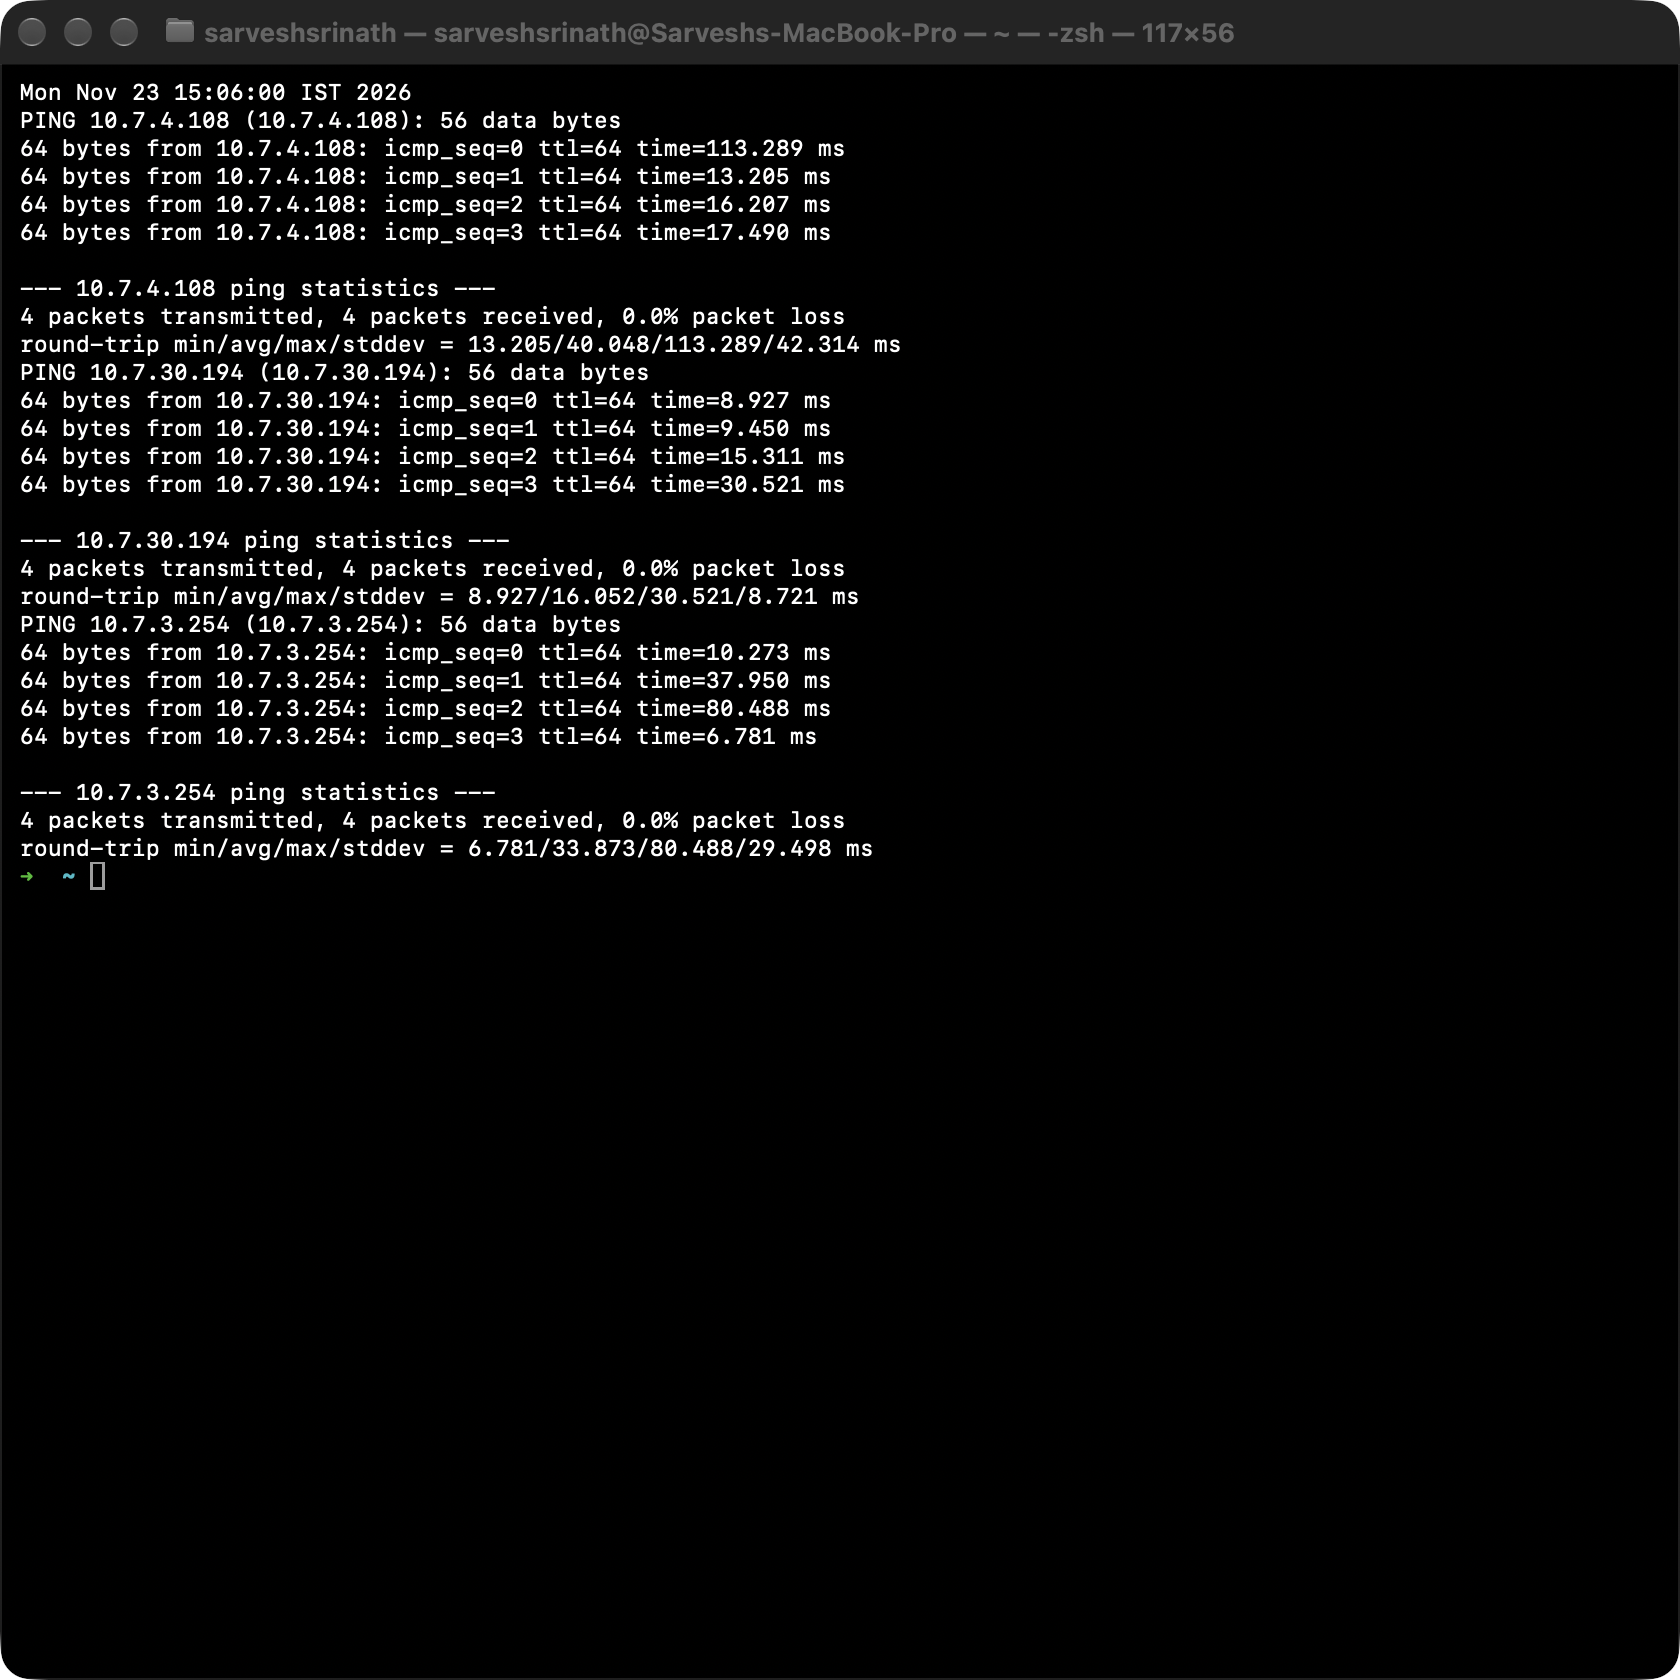 sarveshsrinath — sarveshsrinath@Sarveshs-MacBook-Pro — ~ — -zsh — 117×56
Mon Nov 23 15:06:00 IST 2026
PING 10.7.4.108 (10.7.4.108): 56 data bytes
64 bytes from 10.7.4.108: icmp_seq=0 ttl=64 time=113.289 ms
64 bytes from 10.7.4.108: icmp_seq=1 ttl=64 time=13.205 ms
64 bytes from 10.7.4.108: icmp_seq=2 ttl=64 time=16.207 ms
64 bytes from 10.7.4.108: icmp_seq=3 ttl=64 time=17.490 ms

--- 10.7.4.108 ping statistics ---
4 packets transmitted, 4 packets received, 0.0% packet loss
round-trip min/avg/max/stddev = 13.205/40.048/113.289/42.314 ms
PING 10.7.30.194 (10.7.30.194): 56 data bytes
64 bytes from 10.7.30.194: icmp_seq=0 ttl=64 time=8.927 ms
64 bytes from 10.7.30.194: icmp_seq=1 ttl=64 time=9.450 ms
64 bytes from 10.7.30.194: icmp_seq=2 ttl=64 time=15.311 ms
64 bytes from 10.7.30.194: icmp_seq=3 ttl=64 time=30.521 ms

--- 10.7.30.194 ping statistics ---
4 packets transmitted, 4 packets received, 0.0% packet loss
round-trip min/avg/max/stddev = 8.927/16.052/30.521/8.721 ms
PING 10.7.3.254 (10.7.3.254): 56 data bytes
64 bytes from 10.7.3.254: icmp_seq=0 ttl=64 time=10.273 ms
64 bytes from 10.7.3.254: icmp_seq=1 ttl=64 time=37.950 ms
64 bytes from 10.7.3.254: icmp_seq=2 ttl=64 time=80.488 ms
64 bytes from 10.7.3.254: icmp_seq=3 ttl=64 time=6.781 ms

--- 10.7.3.254 ping statistics ---
4 packets transmitted, 4 packets received, 0.0% packet loss
round-trip min/avg/max/stddev = 6.781/33.873/80.488/29.498 ms
➜  ~